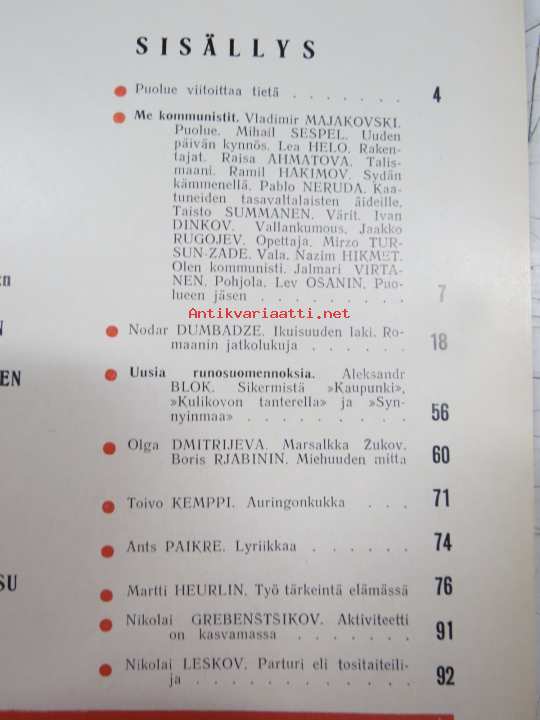 SISÄLLYS
Puolue viitoittaa tietä . . . . . . . 4
Me kommunistit. Vladimir MAJAKOVSKI.
Puolue. Mihail SESPEL. Uuden
päivän kynnös. Lea HELO. Raken-
tajat. Raisa AHMATOVA. Talis-
maani. Ramil HAKIMOV. Sydän
kämmenellä. Pablo NERUDA. Kaa-
tuneiden tasavaltalaisten äideille.
Taisto SUMMANEN. Värit. Ivan
DINKOV. Vallankumous. Jaakko
RUGOJEV. Opettaja. Mirzo TUR-
SUN-ZADE. Vala. Nazim HIKMET.
Olen kommunisti. Jalmari VIRTA-
NEN. Pohjola. Lev OSANIN. Puo-
lueen jäsen . . . . . . . . 7
Antikvariaatti.net
Nodar DUMBADZE. Ikuisuuden laki. Ro-
maanin jatkolukuja . . . . . . 18
Uusia runosuomennoksia. Aleksandr
BLOK. Sikermistä »Kaupunki»,
»Kulikovon tanterella» ja »Syn-
nyinmaa» . . . . . . . . . 56
Olga DMITRIJEVA. Marsalkka Zukov.
Boris RJABININ. Miehuuden mitta 60
Toivo KEMPPI. Auringonkukka . . . 71
Ants PAIKRE. Lyriikkaa . . . . . . 74
Martti HEURLIN. Työ tärkeintä elämässä 76
Nikolai GREBENSTSIKOV. Aktiviteetti
on kasvamassa . . . . . . . 91
Nikolai LESKOV. Parturi eli tositaiteili-
ja . . . . . . . . . . . . 92
en
N
EN
SU